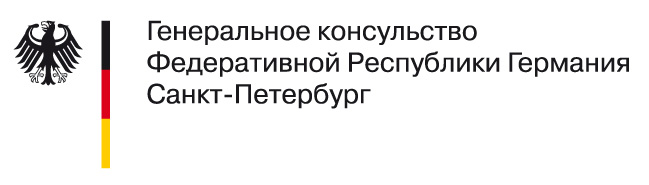 Генеральное консульство
Федеративной Республики Германия
Санкт-Петербург